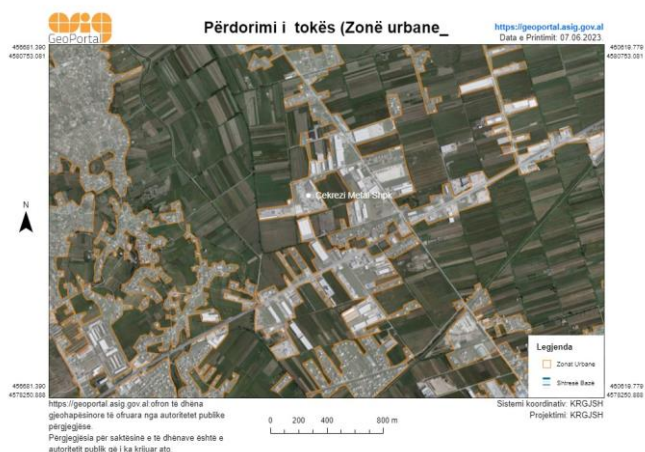 asig
GeoPortal
Përdorimi i tokës (Zonë urbane_
https://geoportal.asig.gov.al
Data e Printimit: 07.06.2023
456681.390
4580753.081
460619.779
4580753.081
N
Cekrezi Metal Shpk
Legjenda
Zonat Urbane
Shtresë Bazë
456681.390
4578250.888
460619.779
4578250.888
https://geoportal.asig.gov.al ofron të dhëna
gjeohapësinore të ofruara nga autoritetet publike
përgjegjëse.
Përgjegjësia për saktësinë e të dhënave është e
autoritetit publik që i ka krijuar ato
0 200 400 800 m
Sistemi koordinativ: KRGJSH
Projektimi: KRGJSH